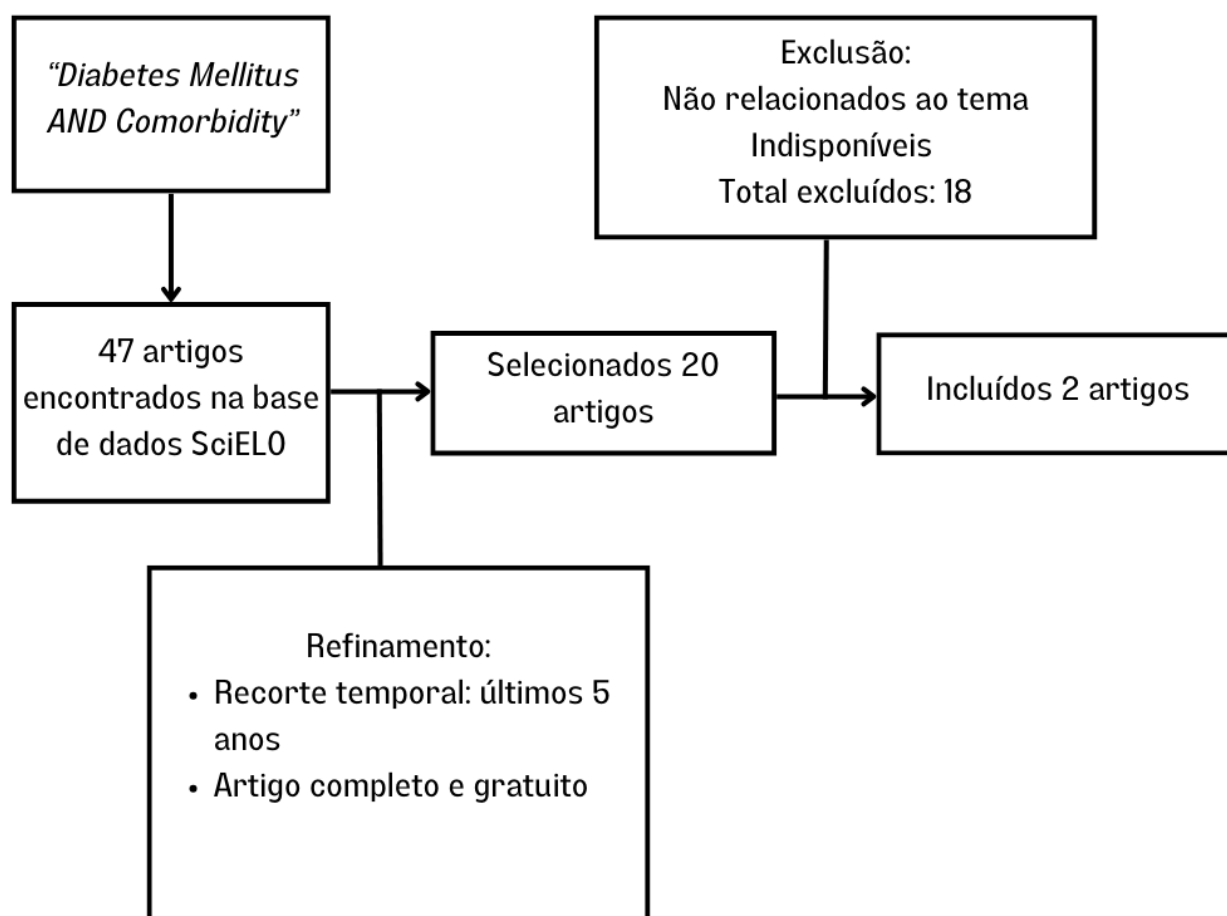 “Diabetes Mellitus
AND Comorbidity”
Exclusão:
Não relacionados ao tema
Indisponíveis
Total excluídos: 18
47 artigos
encontrados na base
de dados SciELO
Selecionados 20
artigos
Incluídos 2 artigos
Refinamento:
• Recorte temporal: últimos 5
anos
• Artigo completo e gratuito